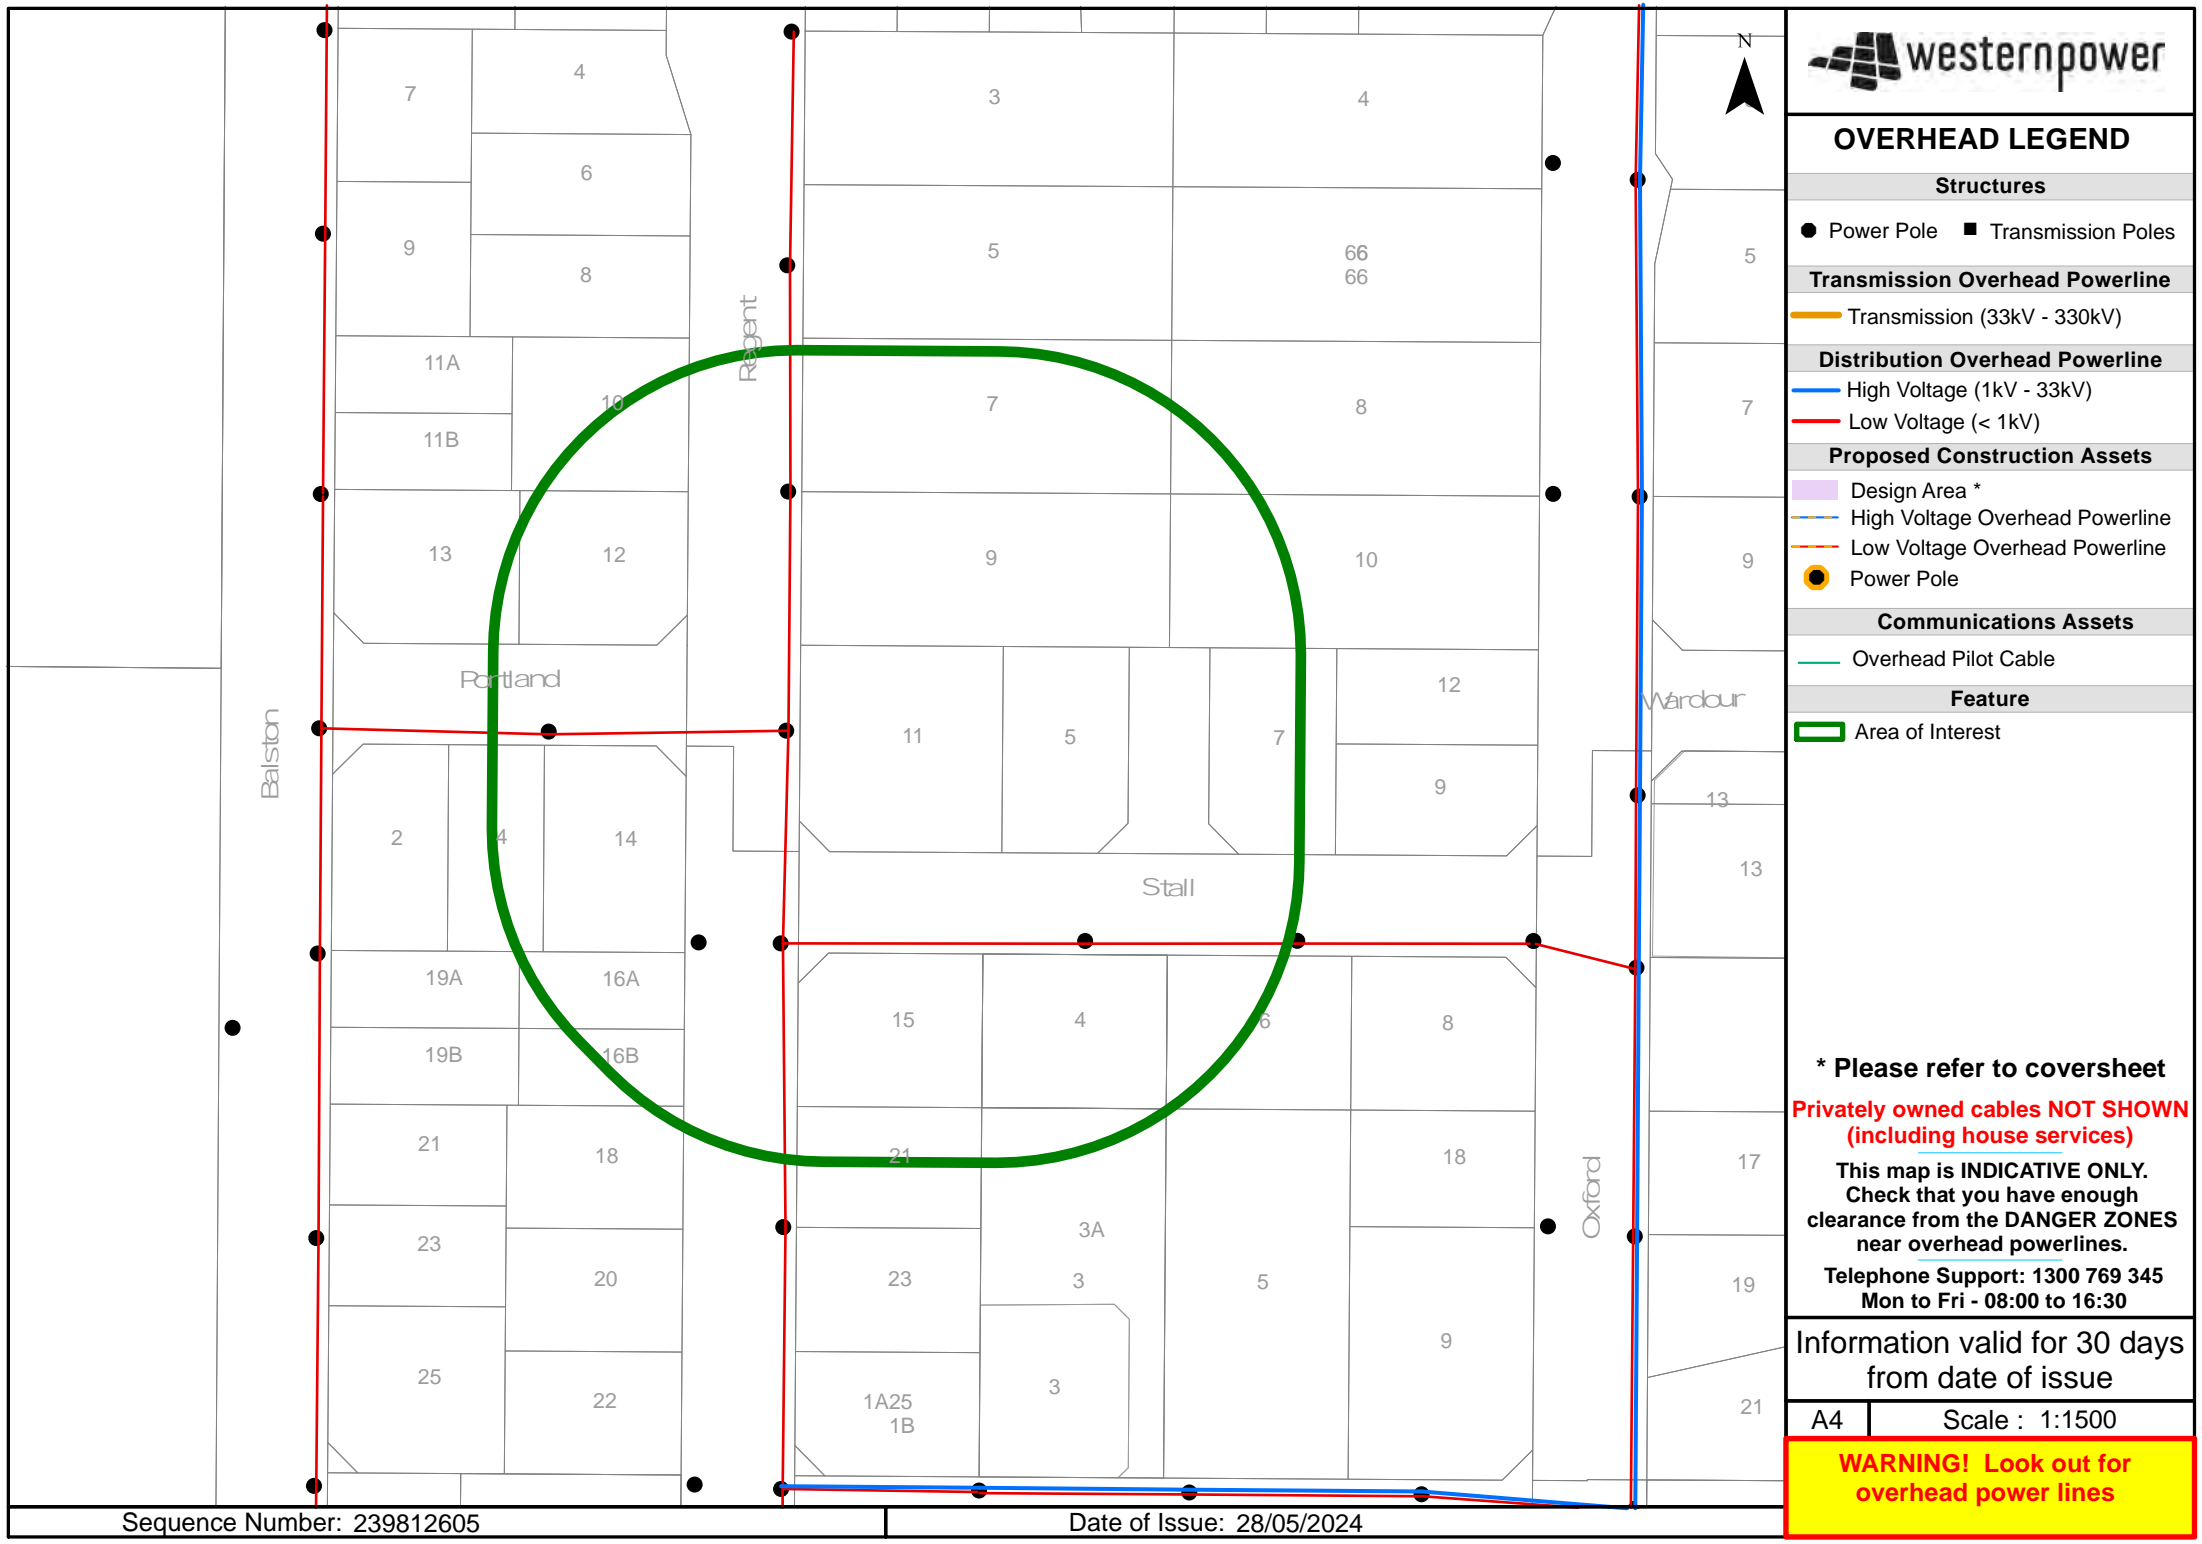 N
4
7
3
4
6
9
8
5
66
66
5
Regent
11A
10
7
8
7
11B
13
12
9
10
9
Portland
12
Wardour
Balston
11
5
7
9
13
2
4
14
13
Stall
19A
16A
15
4
6
8
19B
16B
21
18
21
18
17
Oxford
23
3A
20
23
3
5
19
25
22
1A25
1B
3
9
21
westernpower
OVERHEAD LEGEND
Structures
Power Pole
Transmission Poles
Transmission Overhead Powerline
Transmission (33kV - 330kV)
Distribution Overhead Powerline
High Voltage (1kV - 33kV)
Low Voltage (< 1kV)
Proposed Construction Assets
Design Area *
High Voltage Overhead Powerline
Low Voltage Overhead Powerline
Power Pole
Communications Assets
Overhead Pilot Cable
Feature
Area of Interest
* Please refer to coversheet
Privately owned cables NOT SHOWN
(including house services)
This map is INDICATIVE ONLY.
Check that you have enough
clearance from the DANGER ZONES
near overhead powerlines.
Telephone Support: 1300 769 345
Mon to Fri - 08:00 to 16:30
Information valid for 30 days
from date of issue
A4
Scale : 1:1500
WARNING! Look out for
overhead power lines
Sequence Number: 239812605
Date of Issue: 28/05/2024